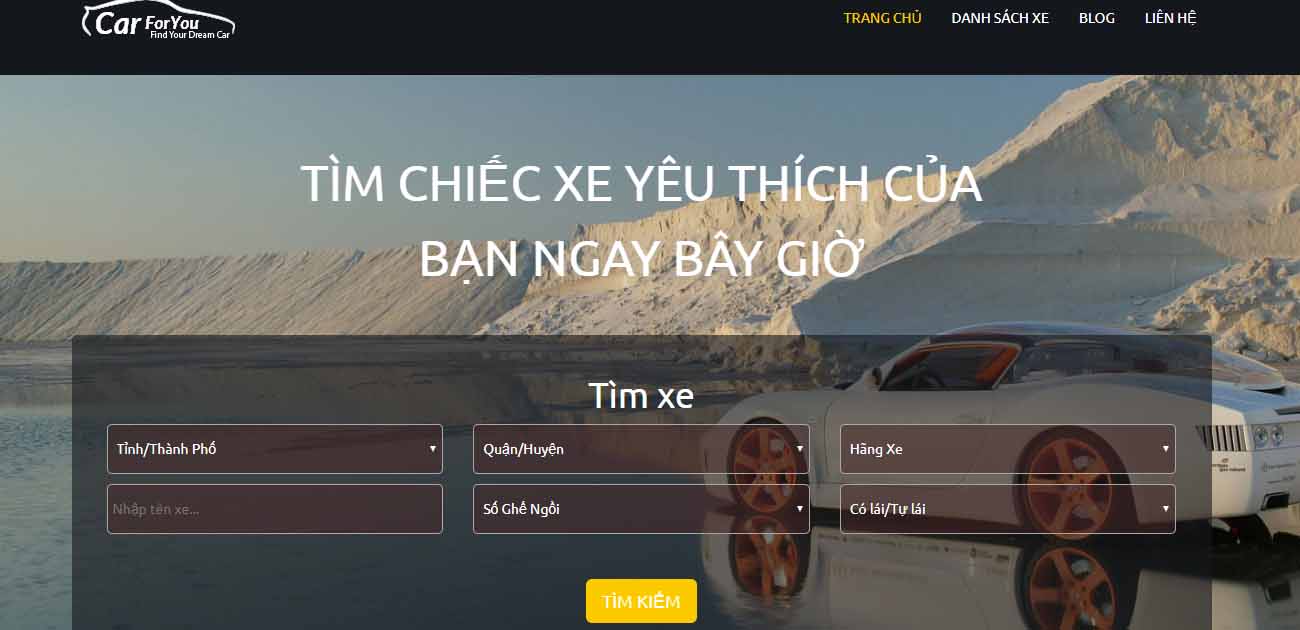 Car ForYou
Find Your Dream Car
TRANG CHỦ DANH SÁCH XE BLOG LIÊN HỆ
TÌM CHIẾC XE YÊU THÍCH CỦA
BẠN NGAY BÂY GIỜ
Tìm xe
Tỉnh/Thành Phố Quận/Huyện Hãng Xe
Nhập tên xe... Số Ghế Ngồi Có lái/Tự lái
TÌM KIẾM